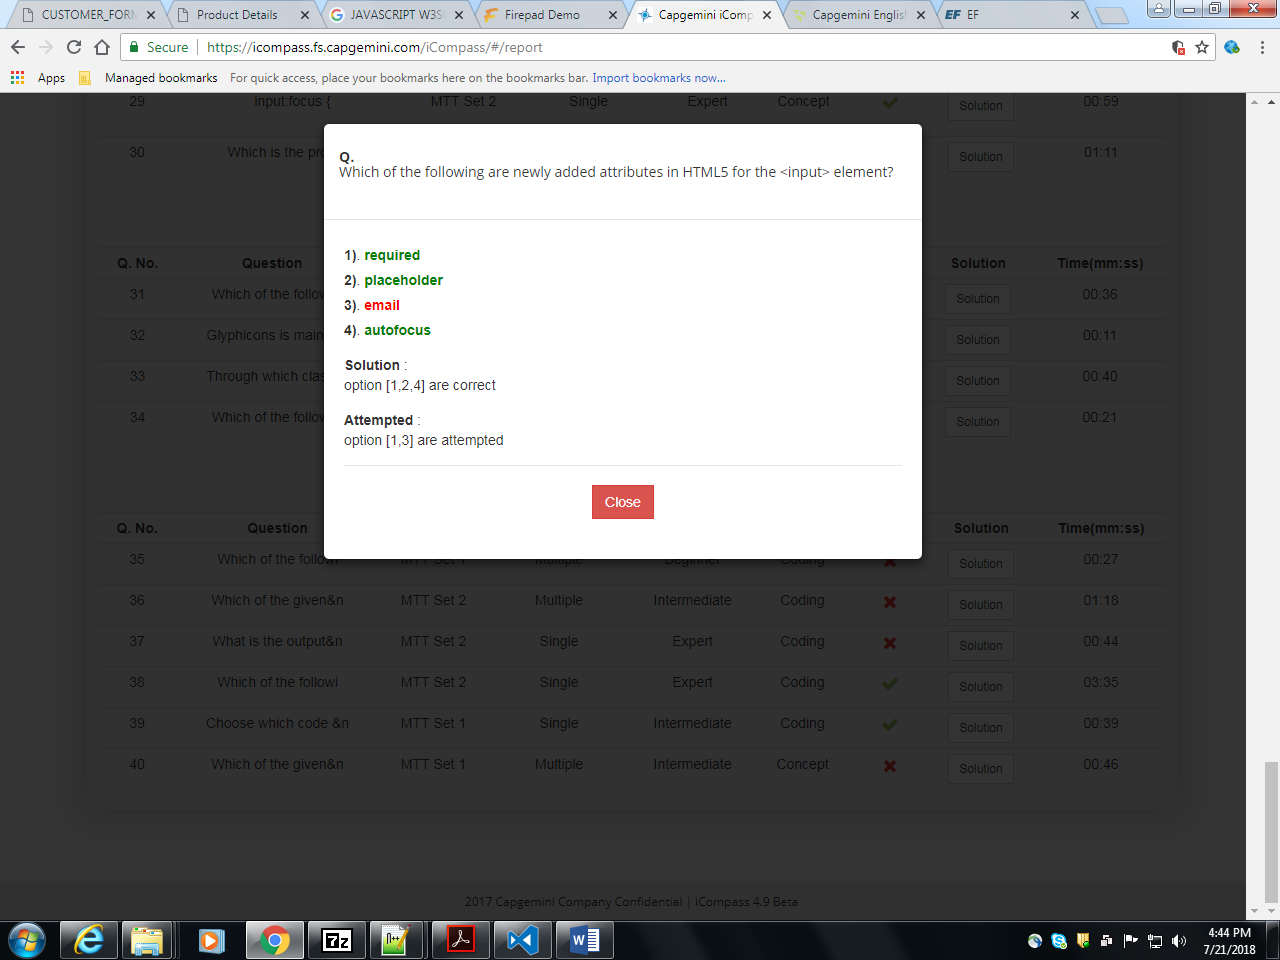 CUSTOMER_FORM
Product Details
JAVASCRIPT W3S
Firepad Demo
Capgemini iComp
Capgemini English
EF EF
Secure https://icompass.fs.capgemini.com/iCompass/#/report
Apps Managed bookmarks For quick access, place your bookmarks here on the bookmarks bar. Import bookmarks now...
29 Input:focus { MTT Set 2 Single Expert Concept Solution 00:59
30 Which is the pr Solution 01:11
Q.
Which of the following are newly added attributes in HTML5 for the <input> element?
1). required
2). placeholder
3). email
4). autofocus
Solution :
option [1,2,4] are correct
Attempted :
option [1,3] are attempted
Close
Q. No. Question Solution Time(mm:ss)
31 Which of the follow Solution 00:36
32 Glyphicons is main Solution 00:11
33 Through which clas Solution 00:40
34 Which of the follow Solution 00:21
Q. No. Question Solution Time(mm:ss)
35 Which of the followi MTT Set 1 Multiple Beginner Coding Solution 00:27
36 Which of the given&n MTT Set 2 Multiple Intermediate Coding Solution 01:18
37 What is the output&n MTT Set 2 Single Expert Coding Solution 00:44
38 Which of the followi MTT Set 2 Single Expert Coding Solution 03:35
39 Choose which code &n MTT Set 1 Single Intermediate Coding Solution 00:39
40 Which of the given&n MTT Set 1 Multiple Intermediate Concept Solution 00:46
2017 Capgemini Company Confidential | iCompass 4.9 Beta
4:44 PM
7/21/2018